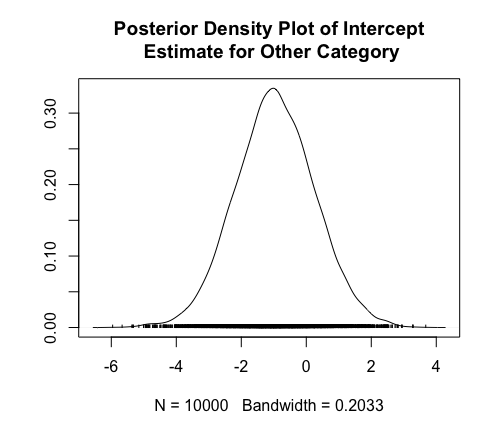 Posterior Density Plot of Intercept
Estimate for Other Category
0.30
0.20
0.10
0.00
-6 -4 -2 0 2 4
N = 10000 Bandwidth = 0.2033